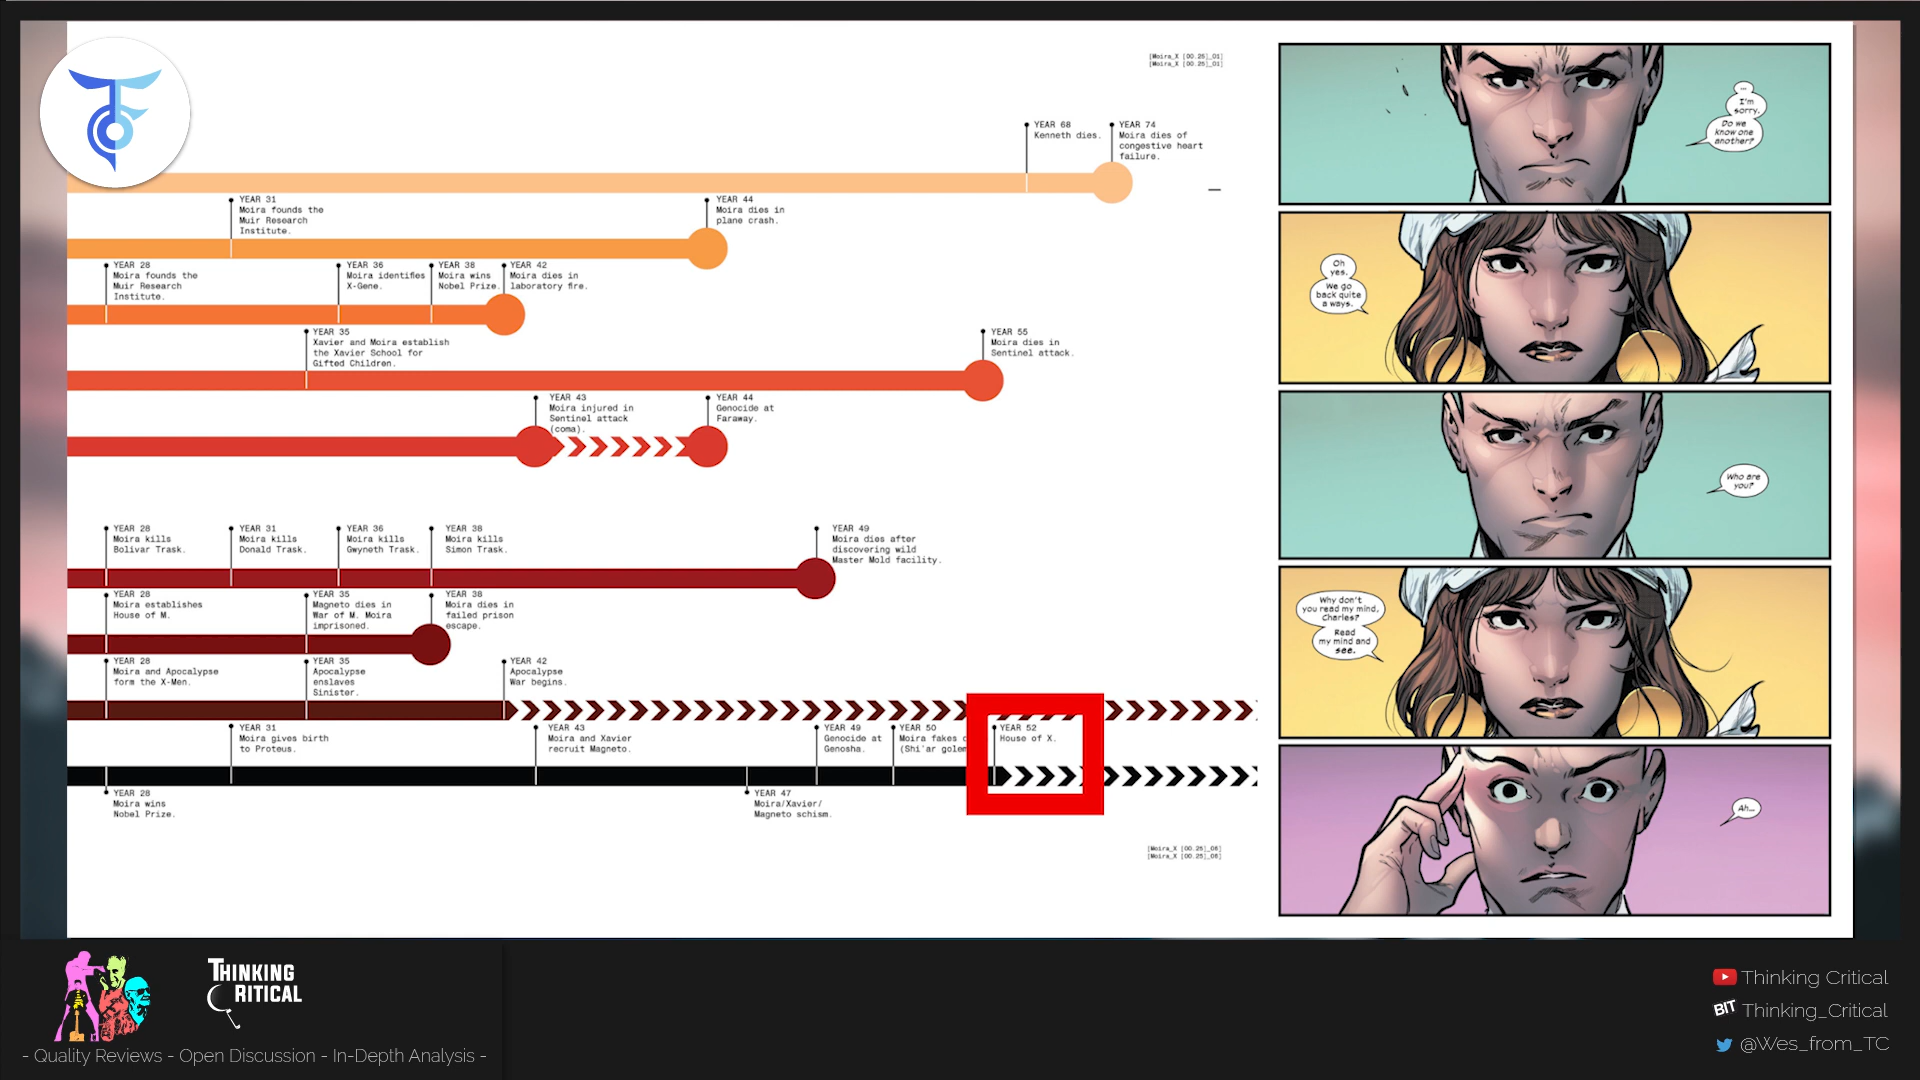 [Moira_X [00.25]_01]
[Moira_X [00.25]_01]
YEAR 68
Kenneth dies.
YEAR 74
Moira dies of
congestive heart
failure.
YEAR 31
Moira founds the
Muir Research
Institute.
YEAR 44
Moira dies in
plane crash.
YEAR 28
Moira founds the
Muir Research
Institute.
YEAR 36
Moira identifies
X-Gene.
YEAR 38
Moira wins
Nobel Prize.
YEAR 42
Moira dies in
laboratory fire.
YEAR 35
Xavier and Moira establish
the Xavier School for
Gifted Children.
YEAR 55
Moira dies in
Sentinel attack.
YEAR 43
Moira injured in
Sentinel attack
(coma).
YEAR 44
Genocide at
Faraway.
YEAR 28
Moira kills
Bolivar Trask.
YEAR 31
Moira kills
Donald Trask.
YEAR 36
Moira kills
Gwyneth Trask.
YEAR 38
Moira kills
Simon Trask.
YEAR 49
Moira dies after
discovering wild
Master Mold facility.
YEAR 28
Moira establishes
House of M.
YEAR 35
Magneto dies in
War of M. Moira
imprisoned.
YEAR 38
Moira dies in
failed prison
escape.
YEAR 28
Moira and Apocalypse
form the X-Men.
YEAR 35
Apocalypse
enslaves
Sinister.
YEAR 42
Apocalypse
War begins.
YEAR 31
Moira gives birth
to Proteus.
YEAR 43
Moira and Xavier
recruit Magneto.
YEAR 49
Genocide at
Genosha.
YEAR 50
Moira fakes
(Shi'ar golem
YEAR 52
House of X.
YEAR 28
Moira wins
Nobel Prize.
YEAR 47
Moira/Xavier/
Magneto schism.
[Moira_X [00.25]_06]
[Moira_X [00.25]_06]
...
I'm
sorry.
Do we
know one
another?
Oh
yes.
We go
back quite
a ways.
Who are
you?
Why don't
you read my mind,
Charles?
Read
my mind and
see.
Ah...
THINKING
CRITICAL
- Quality Reviews - Open Discussion - In-Depth Analysis -
Thinking Critical
BIT Thinking_Critical
@Wes_from_TC